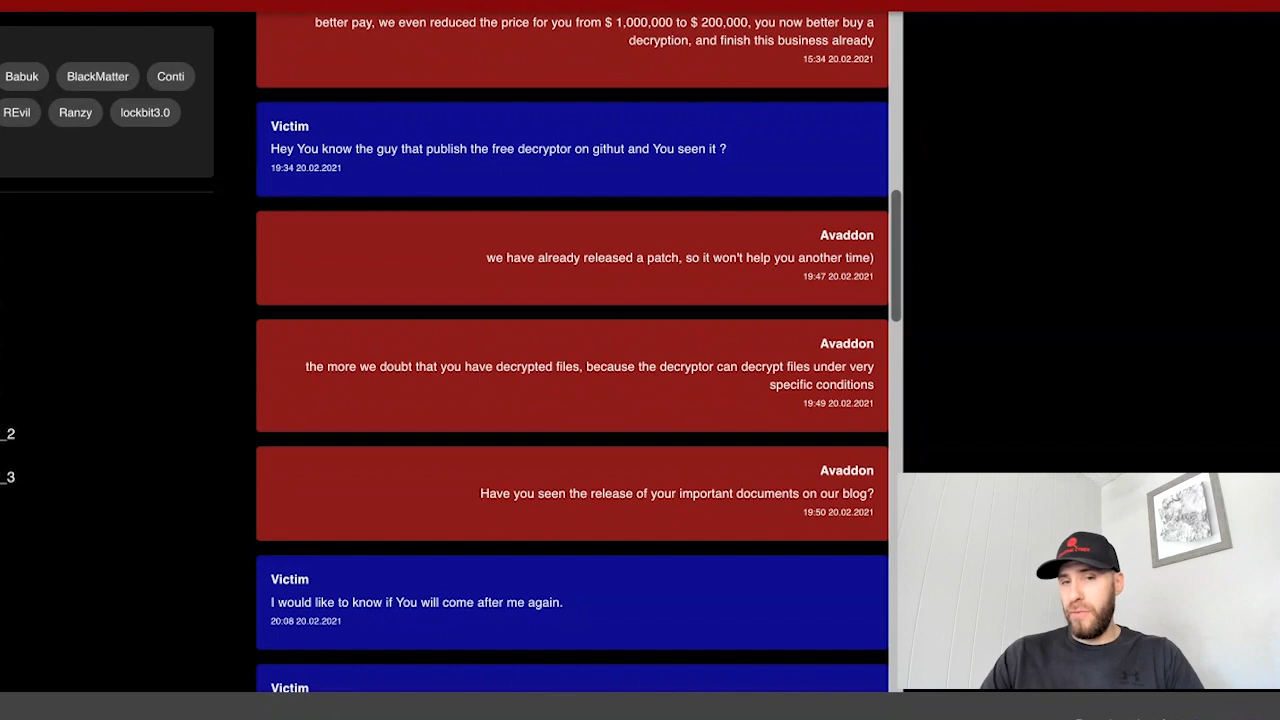 better pay, we even reduced the price for you from $ 1,000,000 to $ 200,000, you now better buy a
decryption, and finish this business already
15:34 20.02.2021
Babuk
BlackMatter
Conti
REvil
Ranzy
lockbit3.0
Victim
Hey You know the guy that publish the free decryptor on githut and You seen it ?
19:34 20.02.2021
Avaddon
we have already released a patch, so it won't help you another time)
19:47 20.02.2021
Avaddon
the more we doubt that you have decrypted files, because the decryptor can decrypt files under very
specific conditions
19:49 20.02.2021
_2
_3
Avaddon
Have you seen the release of your important documents on our blog?
19:50 20.02.2021
Victim
I would like to know if You will come after me again.
20:08 20.02.2021
Victim